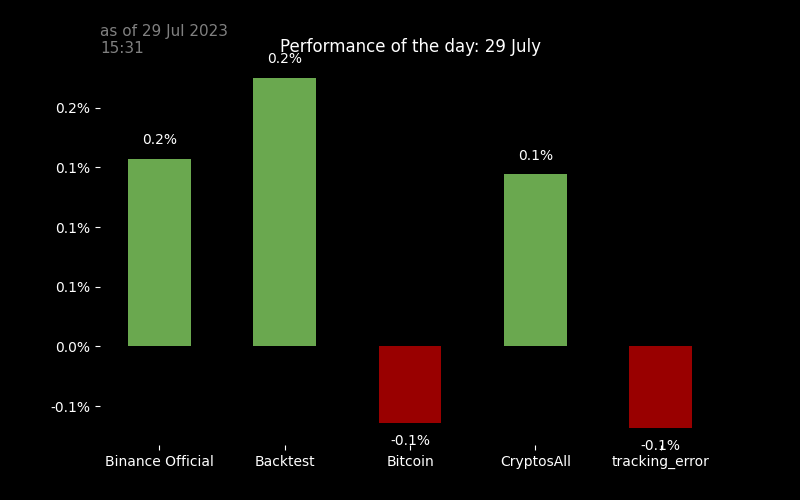 as of 29 Jul 2023
15:31
Performance of the day: 29 July
0.2%
0.2%
0.2%
0.1%
0.1%
0.1%
0.1%
0.0%
-0.1%
-0.1%
-0.1%
Binance Official
Backtest
Bitcoin
CryptosAll
tracking_error